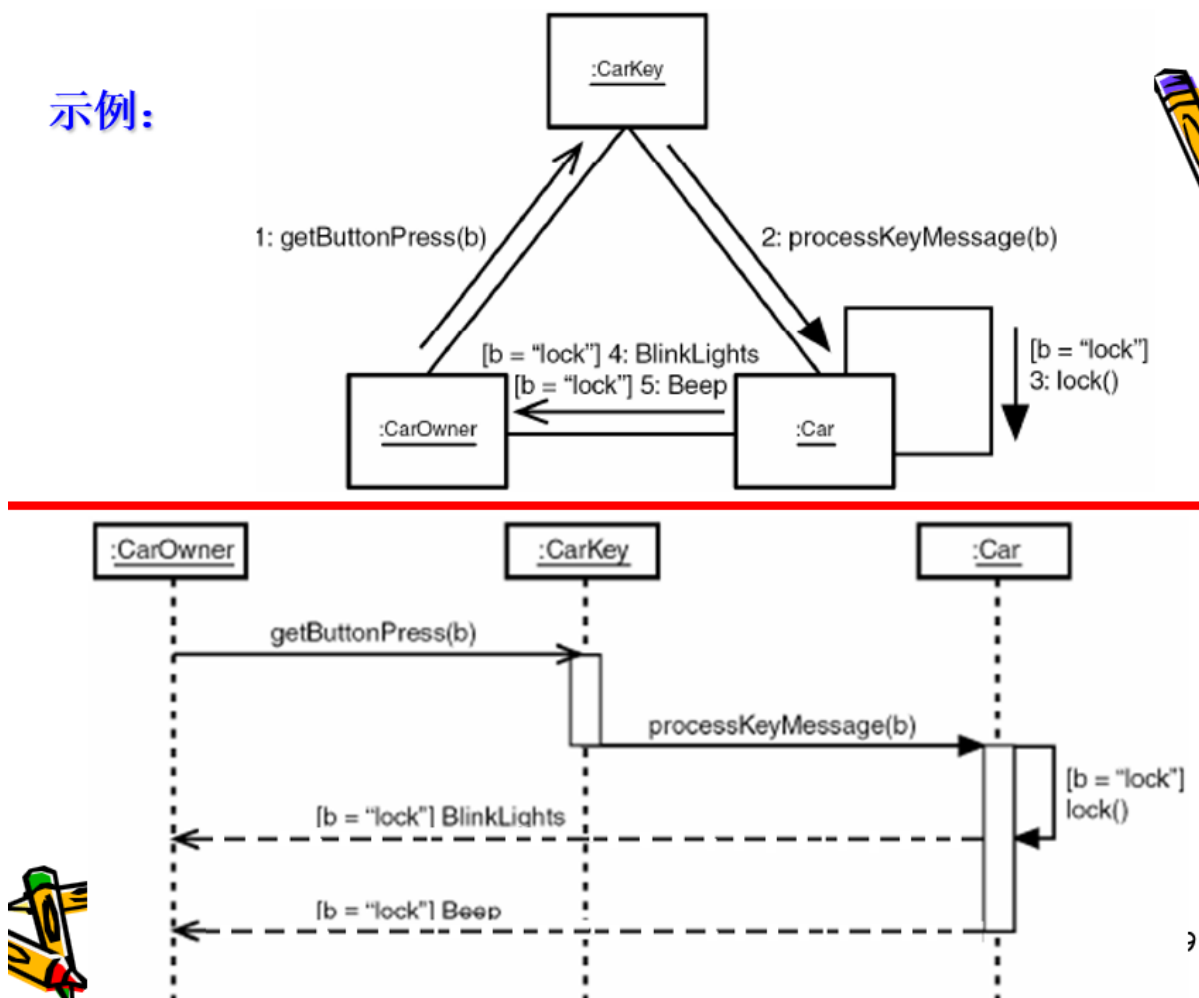 示例：
:CarKey
1: getButtonPress(b)
2: processKeyMessage(b)
[b = “lock”] 4: BlinkLights
[b = “lock”] 5: Beep
[b = “lock”]
3: lock()
:CarOwner
:Car
:CarOwner
:CarKey
:Car
getButtonPress(b)
processKeyMessage(b)
[b = “lock”]
lock()
[b = “lock”] BlinkLights
[b = “lock”] Beep
9